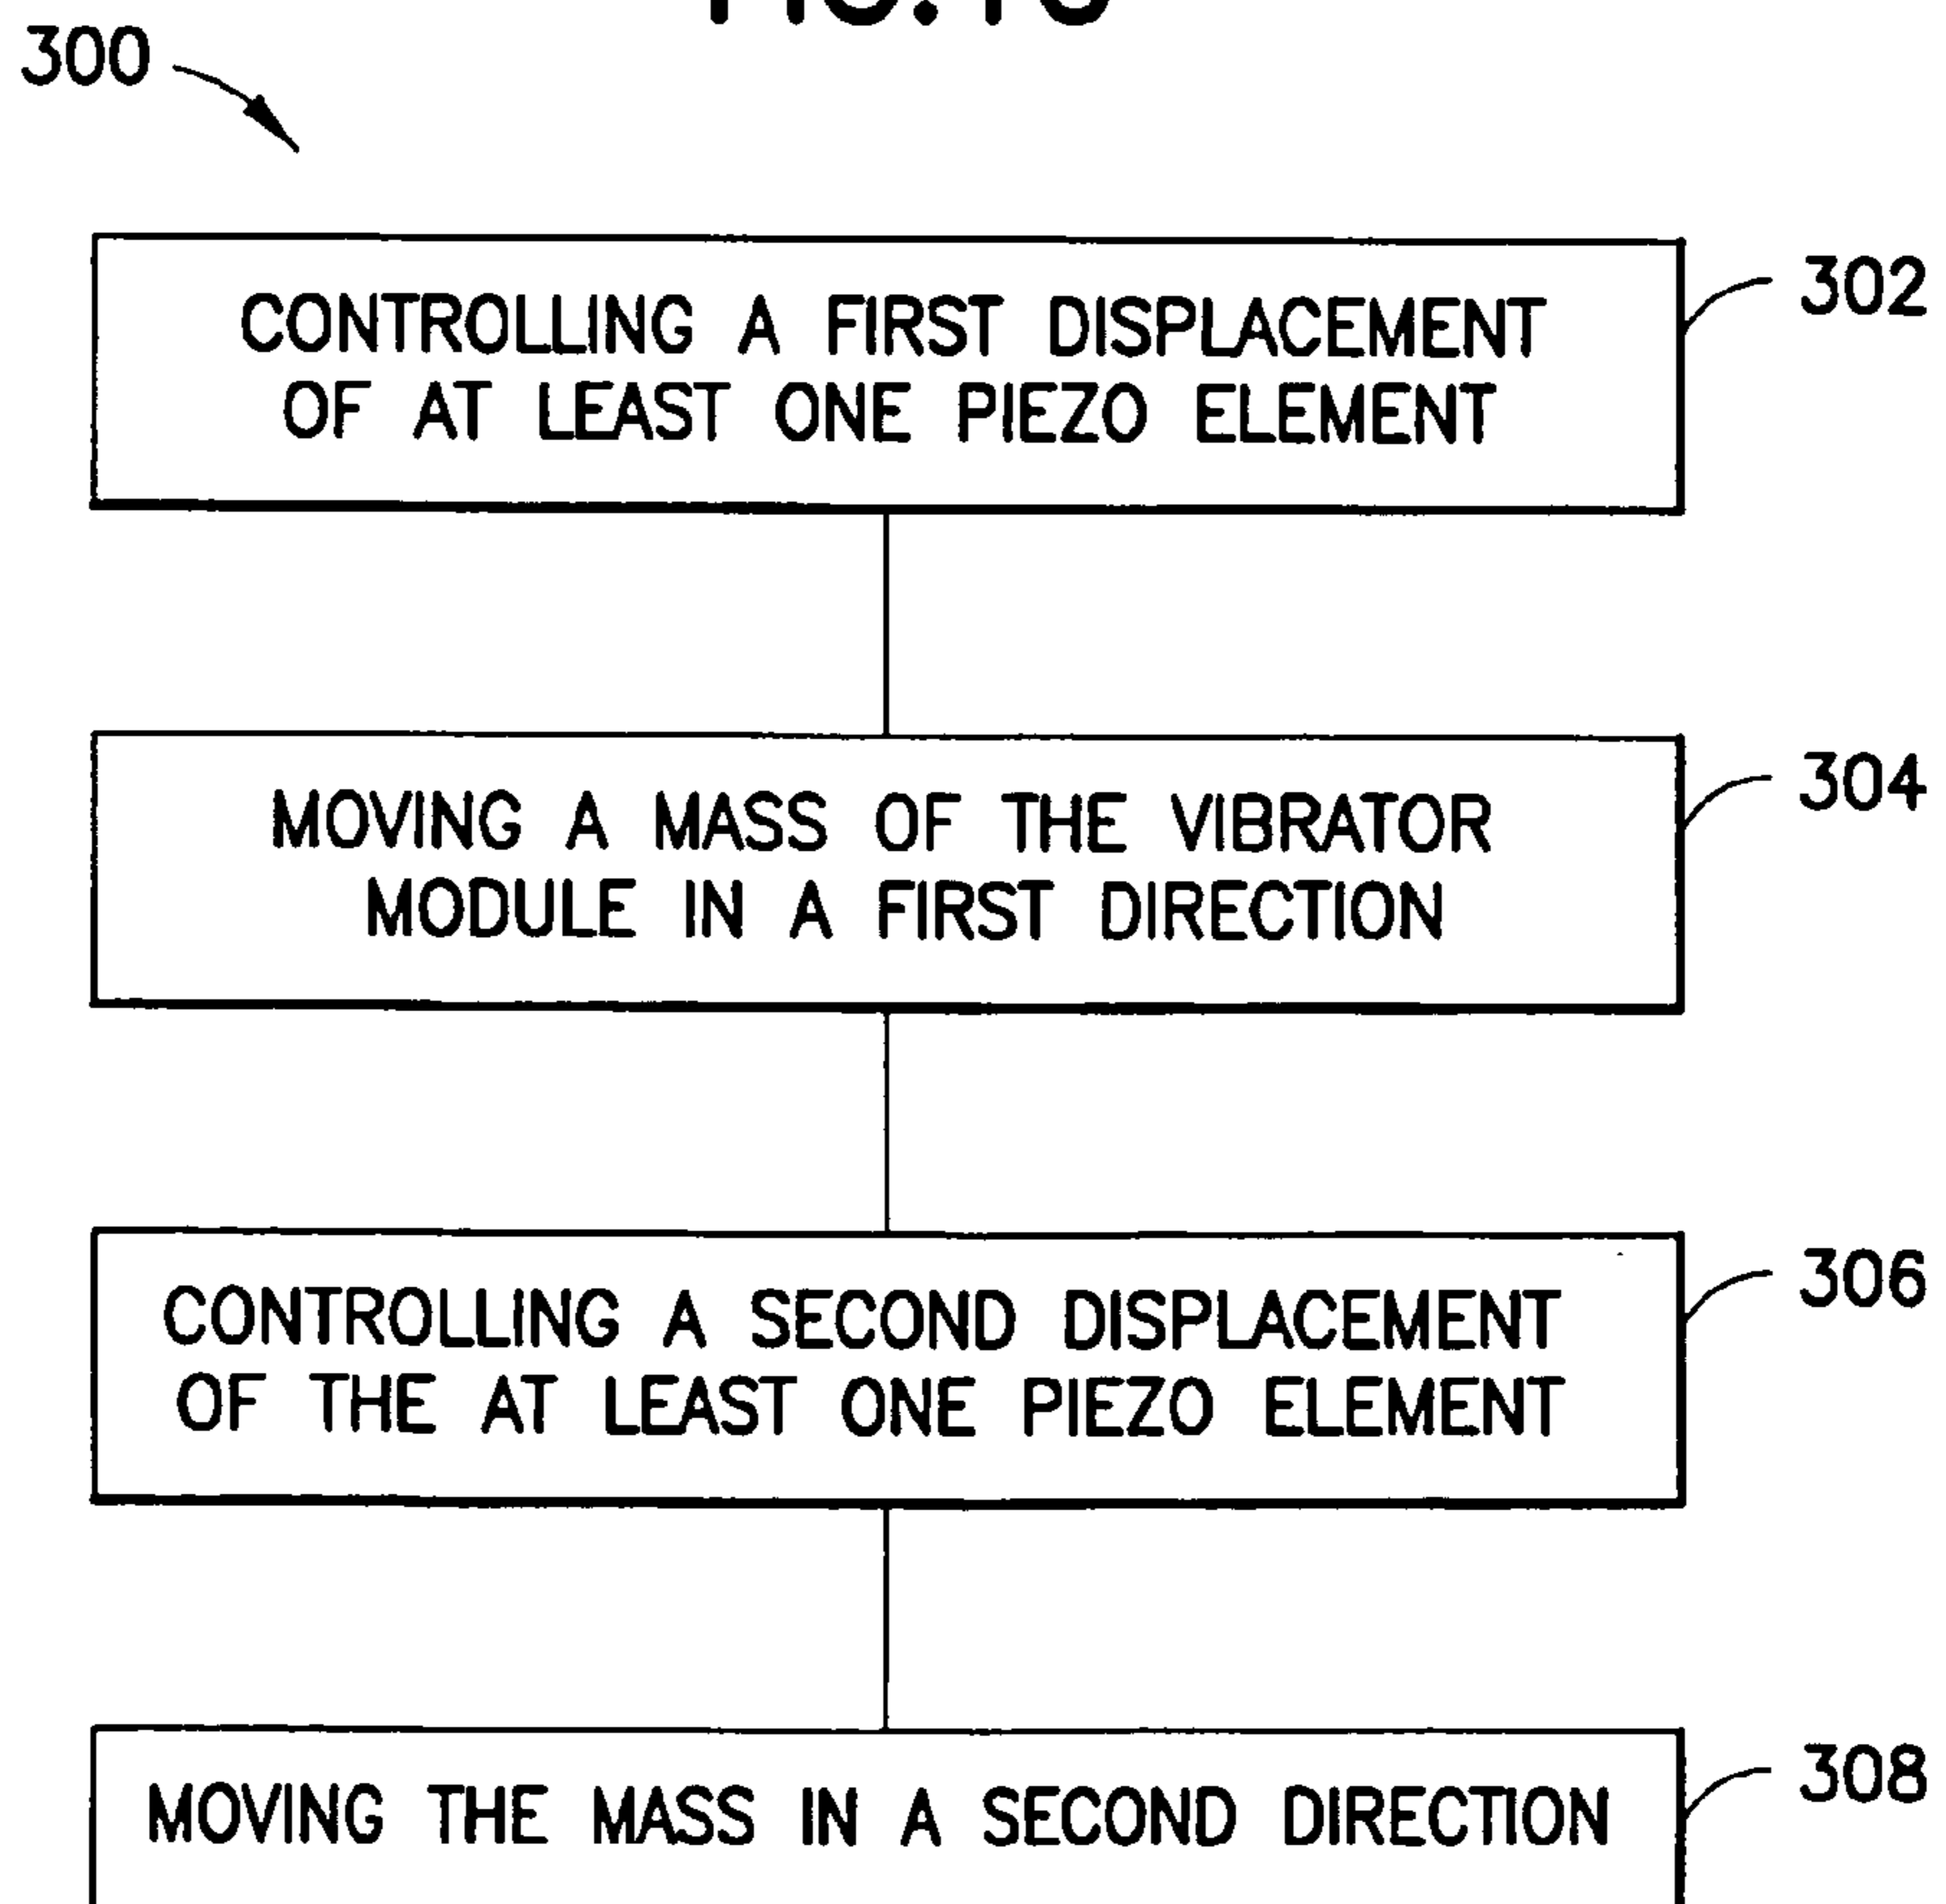 300
CONTROLLING A FIRST DISPLACEMENT
OF AT LEAST ONE PIEZO ELEMENT
302
MOVING A MASS OF THE VIBRATOR
MODULE IN A FIRST DIRECTION
304
CONTROLLING A SECOND DISPLACEMENT
OF THE AT LEAST ONE PIEZO ELEMENT
306
MOVING THE MASS IN A SECOND DIRECTION
308